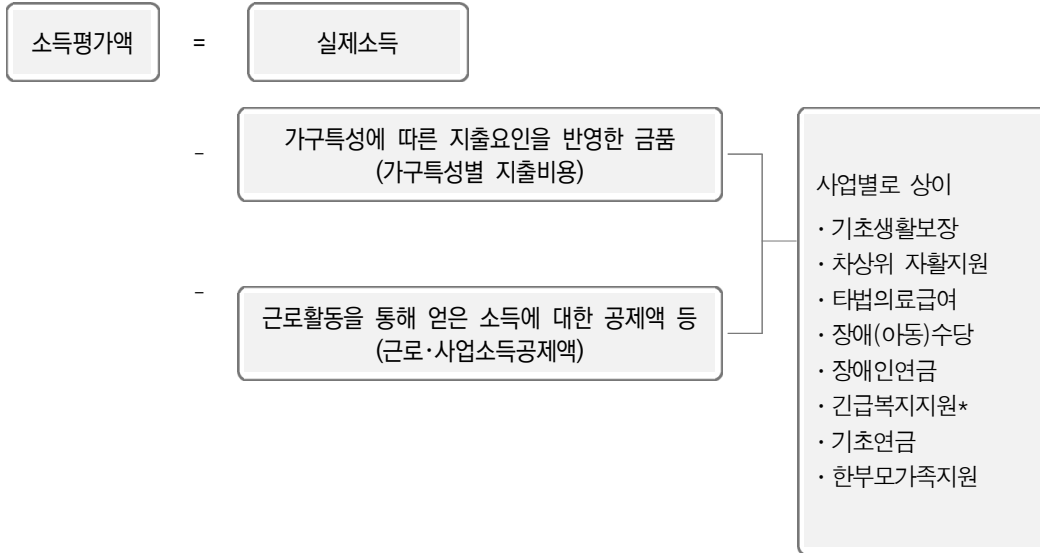 소득평가액 = 실제소득
- 가구특성에 따른 지출요인을 반영한 금품
(가구특성별 지출비용)
- 근로활동을 통해 얻은 소득에 대한 공제액 등
(근로·사업소득공제액)
사업별로 상이
· 기초생활보장
· 차상위 자활지원
· 타법의료급여
· 장애(아동)수당
· 장애인연금
· 긴급복지지원*
· 기초연금
· 한부모가족지원